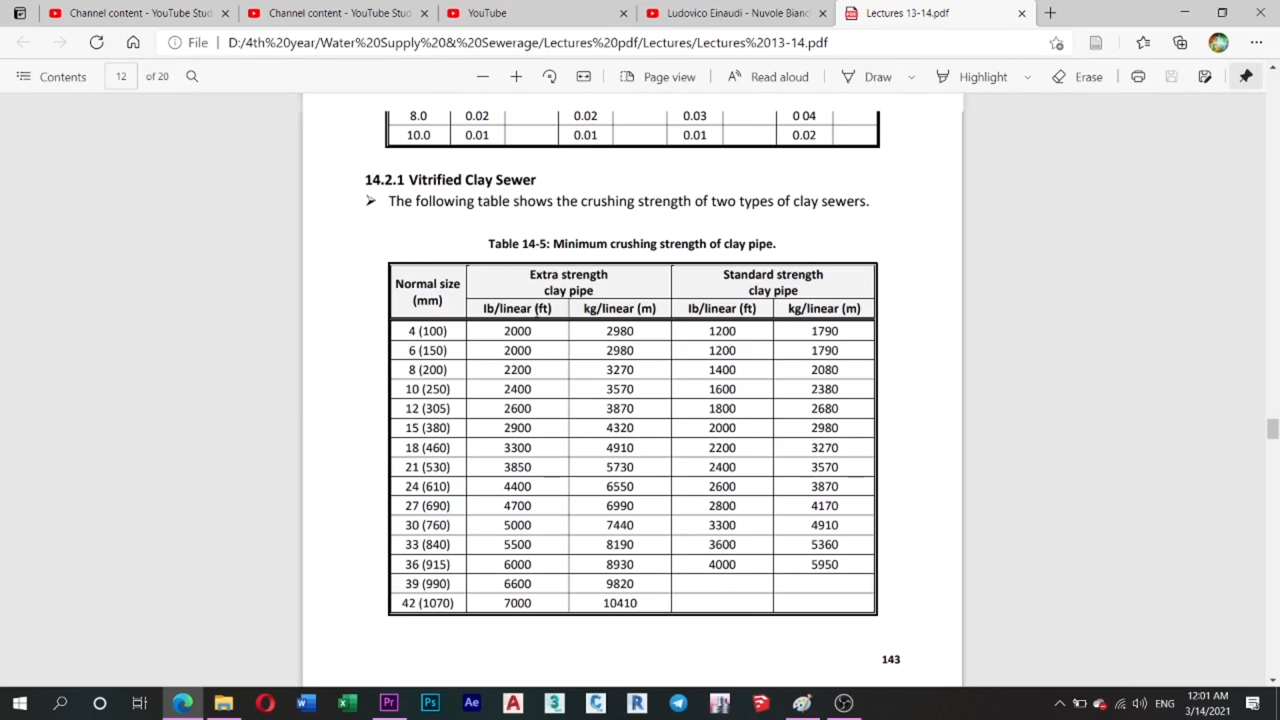 Channel content - YouTube Stud
Channel content - YouTube Stud
YouTube
Ludovico Einaudi - Nuvole Bianc
Lectures 13-14.pdf
File
D:/4th%20year/Water%20Supply%20&%20Sewerage/Lectures%20pdf/Lectures/Lectures%2013-14.pdf
Contents 12 of 20 Page view Read aloud Draw Highlight Erase
8.0 0.02 0.02 0.03 0 04
10.0 0.01 0.01 0.01 0.02
14.2.1 Vitrified Clay Sewer
➢ The following table shows the crushing strength of two types of clay sewers.
Table 14-5: Minimum crushing strength of clay pipe.
Normal size (mm) Extra strength clay pipe Standard strength clay pipe
Ib/linear (ft) kg/linear (m) Ib/linear (ft) kg/linear (m)
4 (100) 2000 2980 1200 1790
6 (150) 2000 2980 1200 1790
8 (200) 2200 3270 1400 2080
10 (250) 2400 3570 1600 2380
12 (305) 2600 3870 1800 2680
15 (380) 2900 4320 2000 2980
18 (460) 3300 4910 2200 3270
21 (530) 3850 5730 2400 3570
24 (610) 4400 6550 2600 3870
27 (690) 4700 6990 2800 4170
30 (760) 5000 7440 3300 4910
33 (840) 5500 8190 3600 5360
36 (915) 6000 8930 4000 5950
39 (990) 6600 9820
42 (1070) 7000 10410
143
Pr Ps Ae A 3 C R
ENG
12:01 AM
3/14/2021